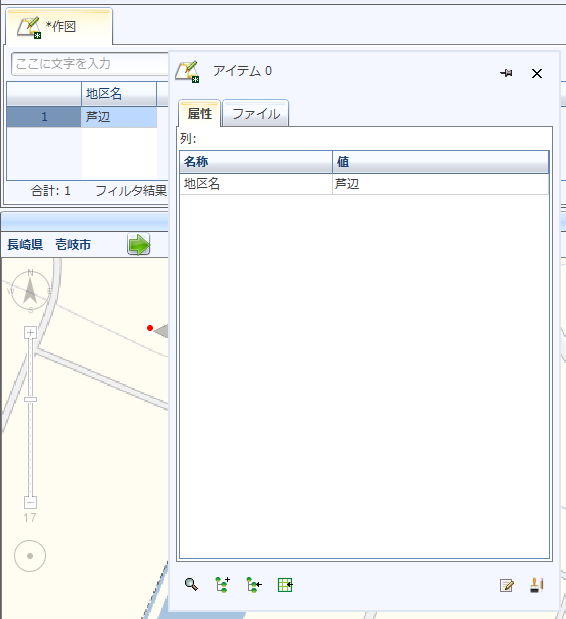 *作図
ここに文字を入力
地区名
1 芦辺
合計: 1 フィルタ結果
長崎県 壱岐市
N
W E
S
17
アイテム 0
属性 ファイル
列:
名称 値
地区名 芦辺